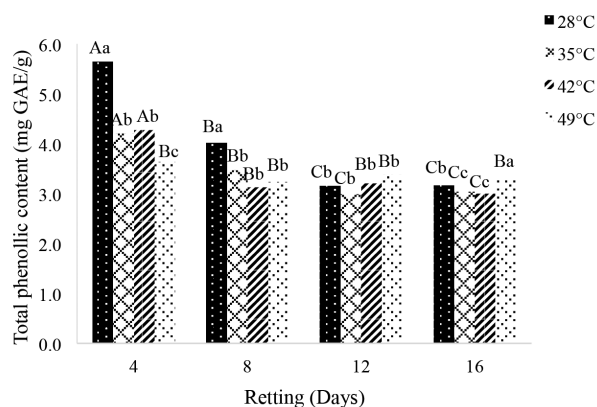 28°C
35°C
42°C
49°C
Total phenollic content (mg GAE/g)
6.0
5.0
4.0
3.0
2.0
1.0
0.0
Aa
Ab Ab
Bc
Ba
Bb
Bb
Bb
Cb Cb
Bb Bb
Cb Cc Cc
Ba
4 8 12 16
Retting (Days)